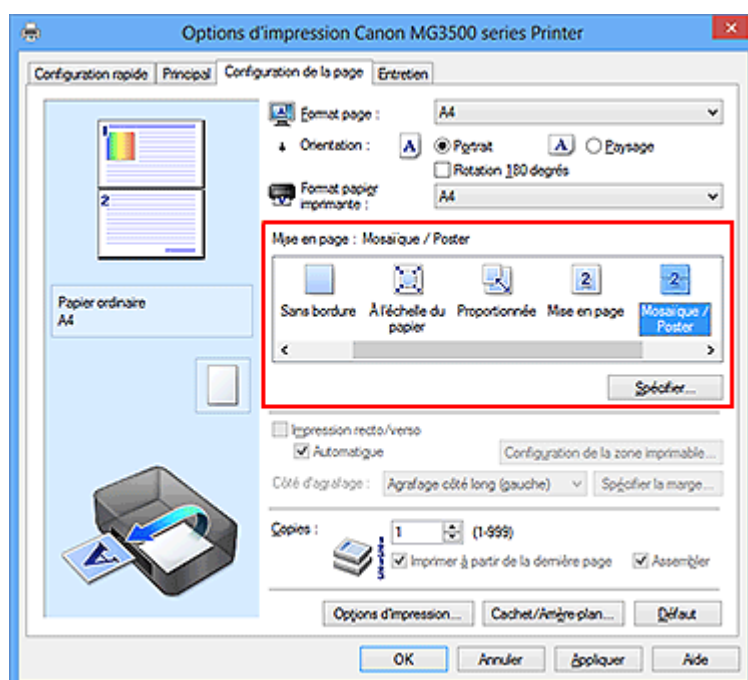 Options d'impression Canon MG3500 series Printer
Configuration rapide Principal Configuration de la page Entretien
Format page : A4
Orientation : A Portrait A Paysage
Rotation 180 degrés
Format papier
imprimante : A4
Mise en page : Mosaïque / Poster
Sans bordure À l'échelle du papier Proportionnée Mise en page Mosaïque / Poster
Spécifier...
1
2
Papier ordinaire
A4
Impression recto/verso
Automatique Configuration de la zone imprimable...
Côté d'agrafage : Agrafage côté long (gauche) Spécifier la marge...
Copies : 1 (1-999)
Imprimer à partir de la dernière page Assembler
Options d'impression... Cachet/Arrière-plan... Défaut
OK Annuler Appliquer Aide